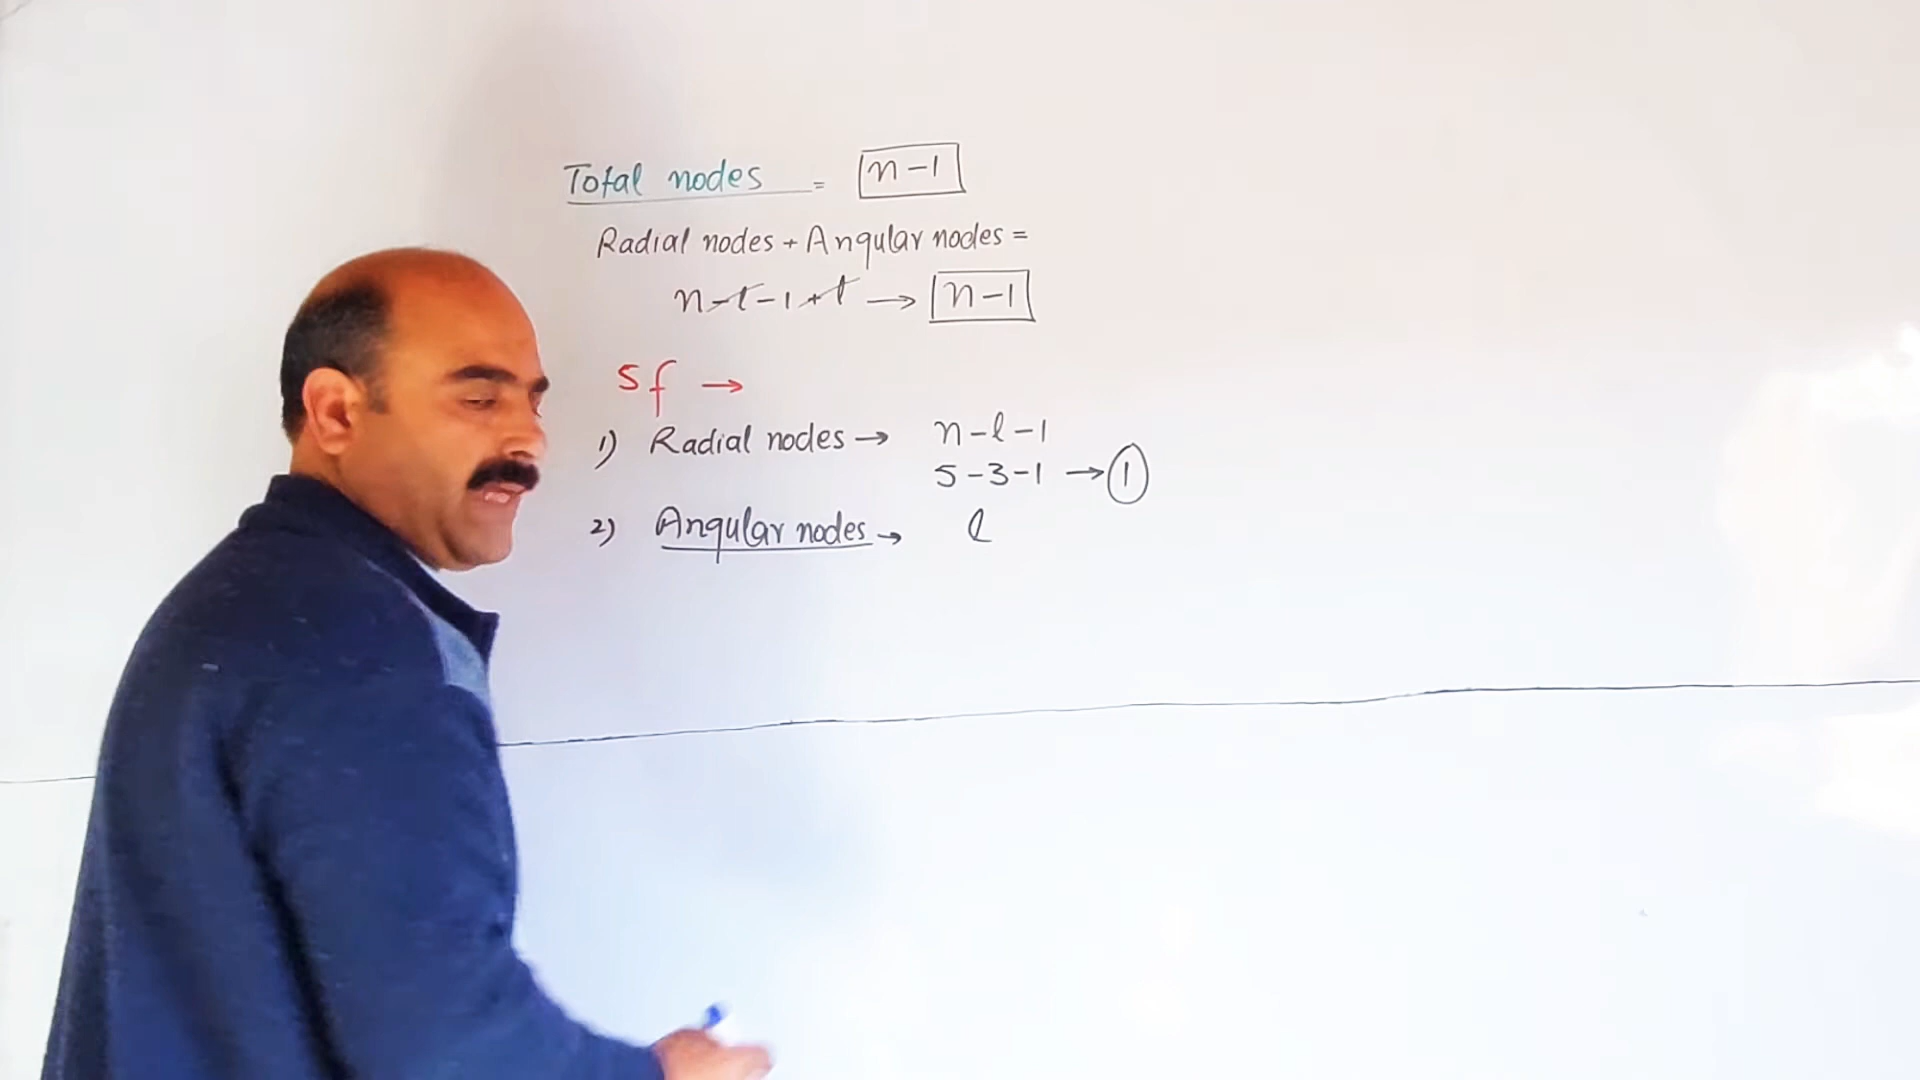 Total nodes = n-1
Radial nodes + Angular nodes =
n-l-1+l → n-1
5f →
1) Radial nodes → n-l-1
5-3-1 → 1
2) Angular nodes → l